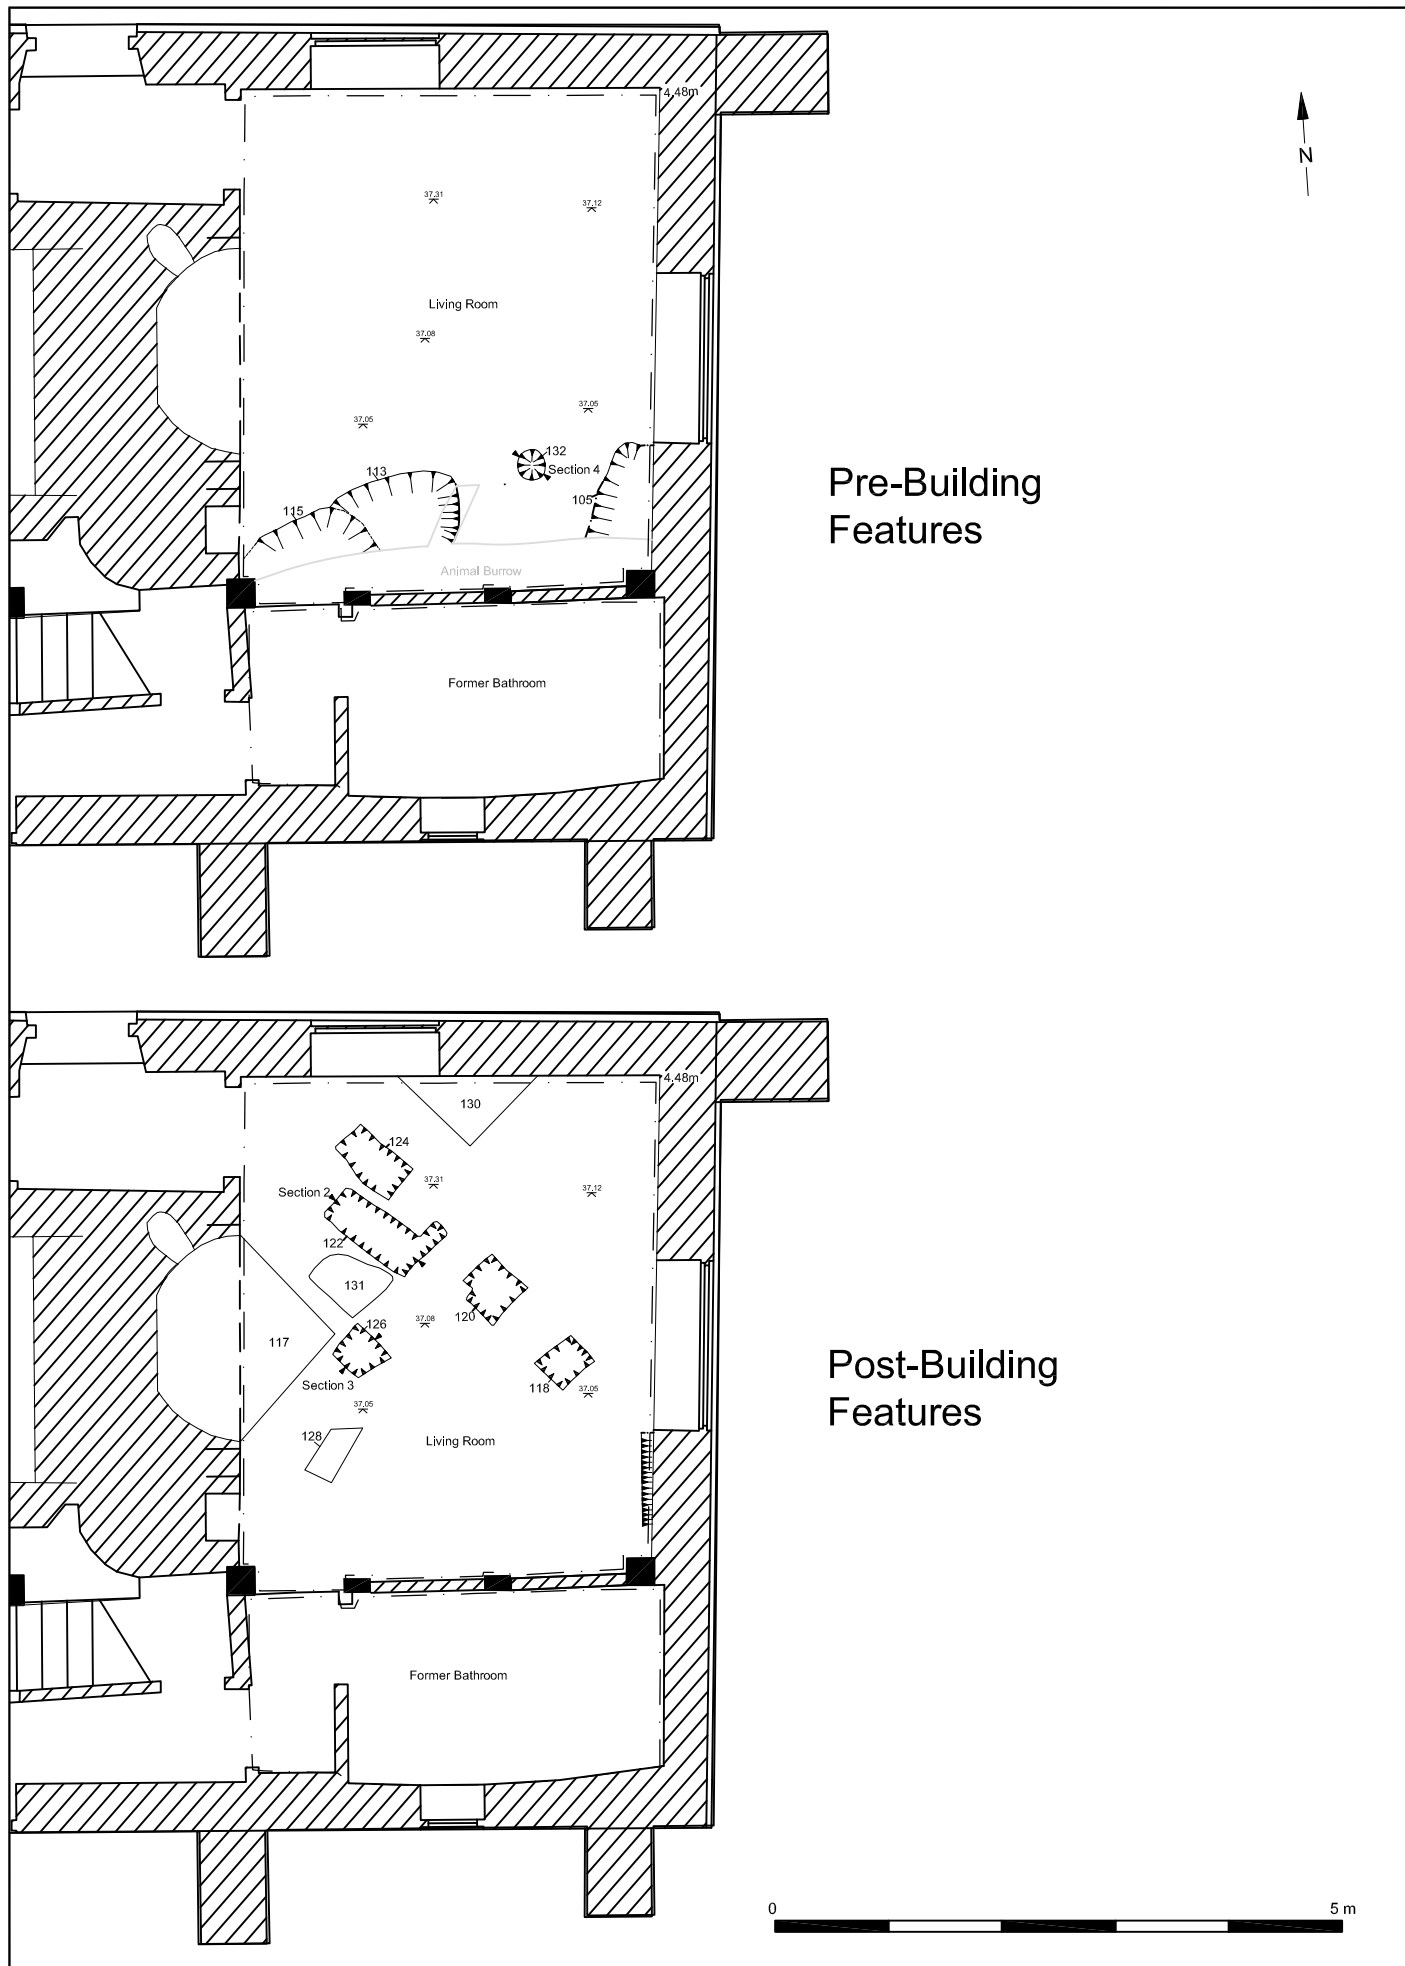 4.48m
N
37.31
37.12
Living Room
37.08
37.05
37.05
132
Section 4
113
105
115
Animal Burrow
Pre-Building
Features
Former Bathroom
4.48m
130
124
37.31
Section 2
37.12
122
131
120
37.08
126
117
Section 3
118
37.05
37.05
128
Living Room
Post-Building
Features
Former Bathroom
0
5 m